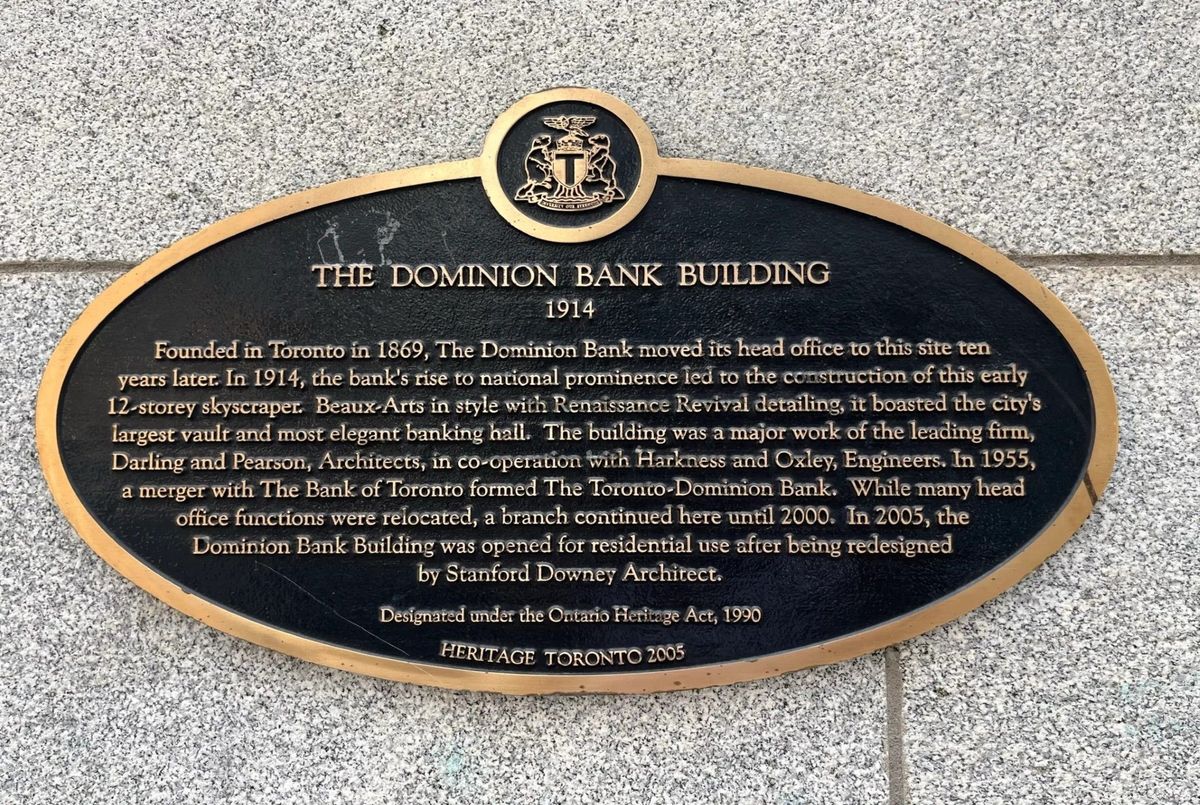 T
DIVERSITY OUR STRENGTH
THE DOMINION BANK BUILDING
1914
Founded in Toronto in 1869, The Dominion Bank moved its head office to this site ten
years later. In 1914, the bank's rise to national prominence led to the construction of this early
12-storey skyscraper. Beaux-Arts in style with Renaissance Revival detailing, it boasted the city's
largest vault and most elegant banking hall. The building was a major work of the leading firm,
Darling and Pearson, Architects, in co-operation with Harkness and Oxley, Engineers. In 1955,
a merger with The Bank of Toronto formed The Toronto-Dominion Bank. While many head
office functions were relocated, a branch continued here until 2000. In 2005, the
Dominion Bank Building was opened for residential use after being redesigned
by Stanford Downey Architect.
Designated under the Ontario Heritage Act, 1990
HERITAGE TORONTO 2005